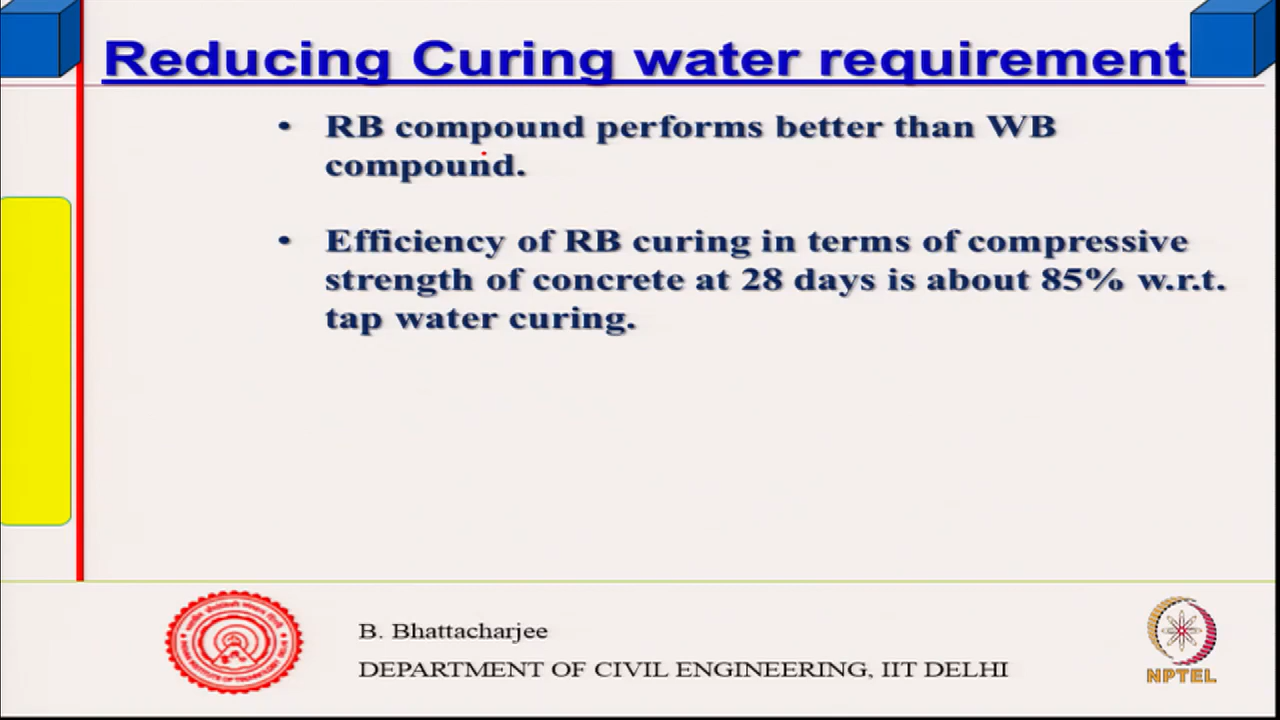 Reducing Curing water requirement
• RB compound performs better than WB
compound.
• Efficiency of RB curing in terms of compressive
strength of concrete at 28 days is about 85% w.r.t.
tap water curing.
B. Bhattacharjee
DEPARTMENT OF CIVIL ENGINEERING, IIT DELHI
NPTEL